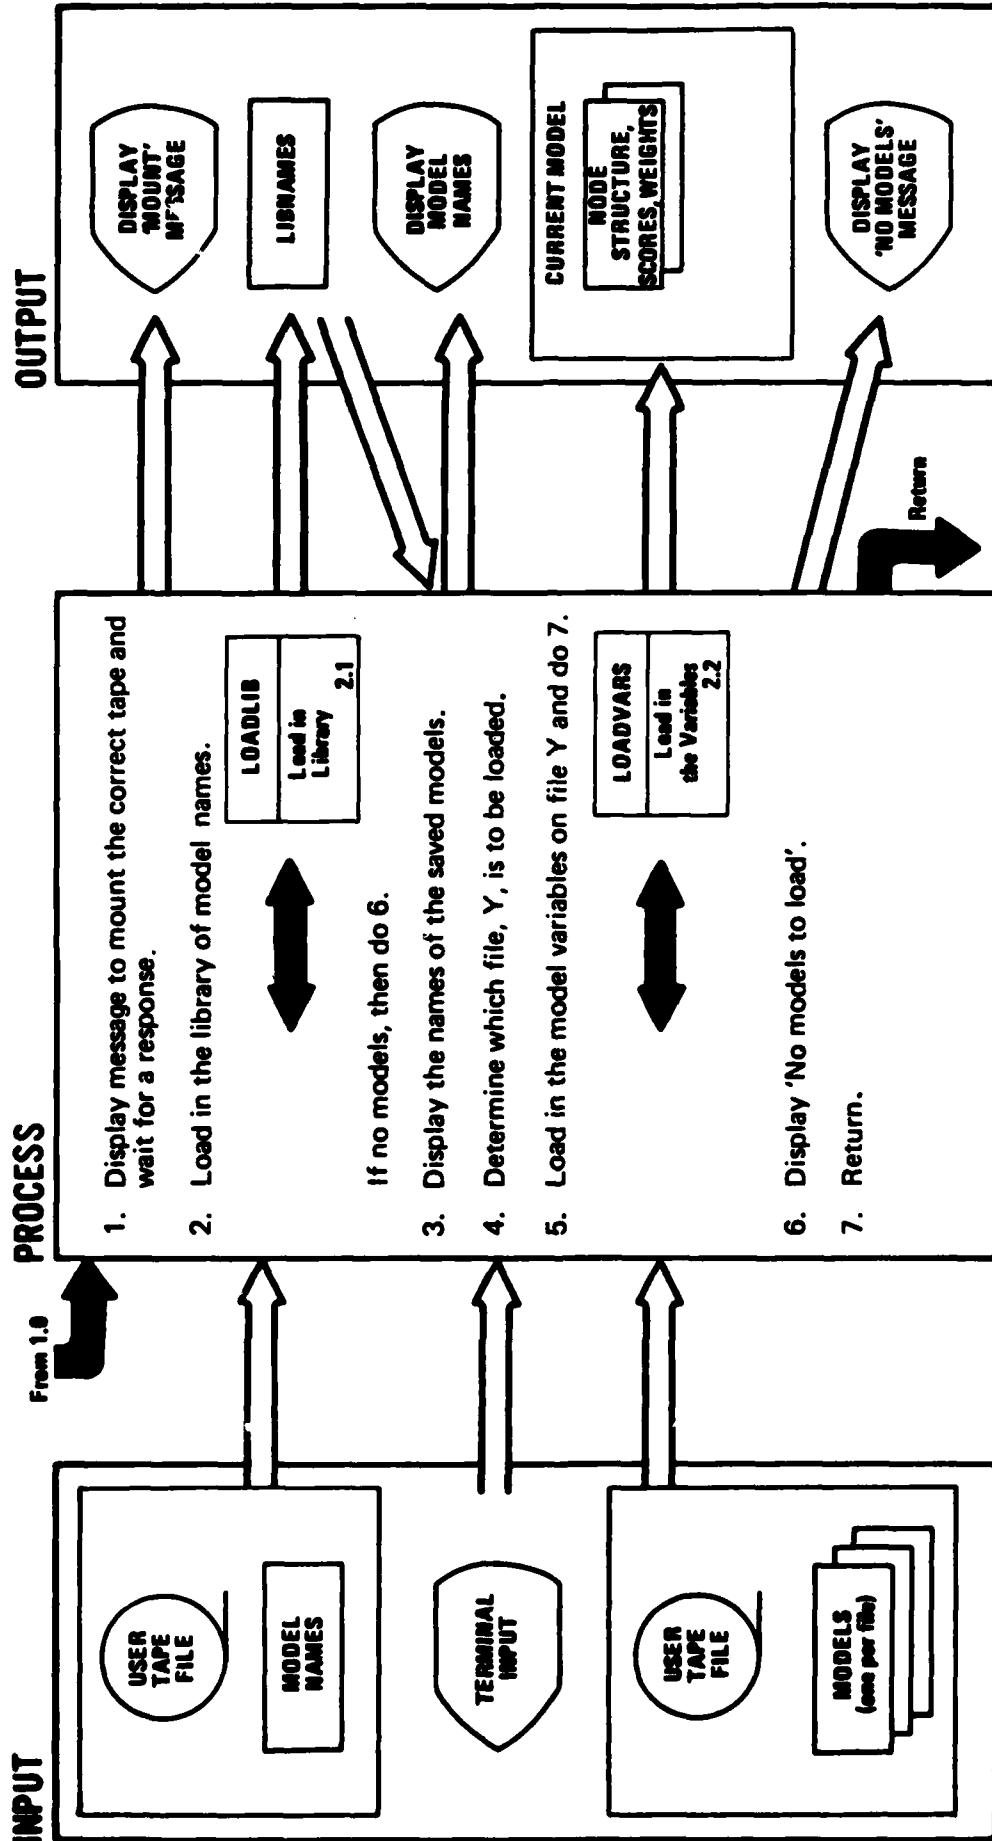 INPUT
USER
TAPE
FILE
MODEL
NAMES
TERMINAL
INPUT
USER
TAPE
FILE
MODELS
(one per file)
From 1.0
PROCESS
1. Display message to mount the correct tape and
wait for a response.
2. Load in the library of model names.
LOADLIB
Load in
Library
2.1
If no models, then do 6.
3. Display the names of the saved models.
4. Determine which file, Y, is to be loaded.
5. Load in the model variables on file Y and do 7.
LOADVARS
Load in
the Variables
2.2
6. Display 'No models to load'.
7. Return.
Return
OUTPUT
DISPLAY
'MOUNT'
MESSAGE
LIBNAMES
DISPLAY
MODEL
NAMES
CURRENT MODEL
NODE
STRUCTURE,
SCORES, WEIGHTS
DISPLAY
'NO MODELS'
MESSAGE